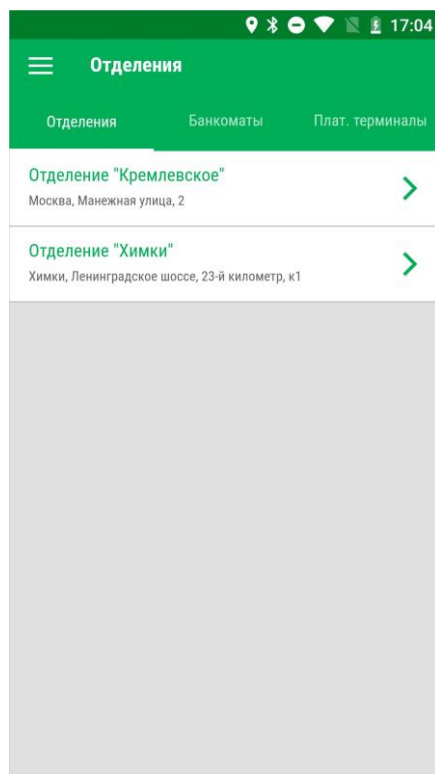 17:04
Отделения
Отделения Банкоматы Плат. терминалы
Отделение "Кремлевское"
Москва, Манежная улица, 2
Отделение "Химки"
Химки, Ленинградское шоссе, 23-й километр, к1